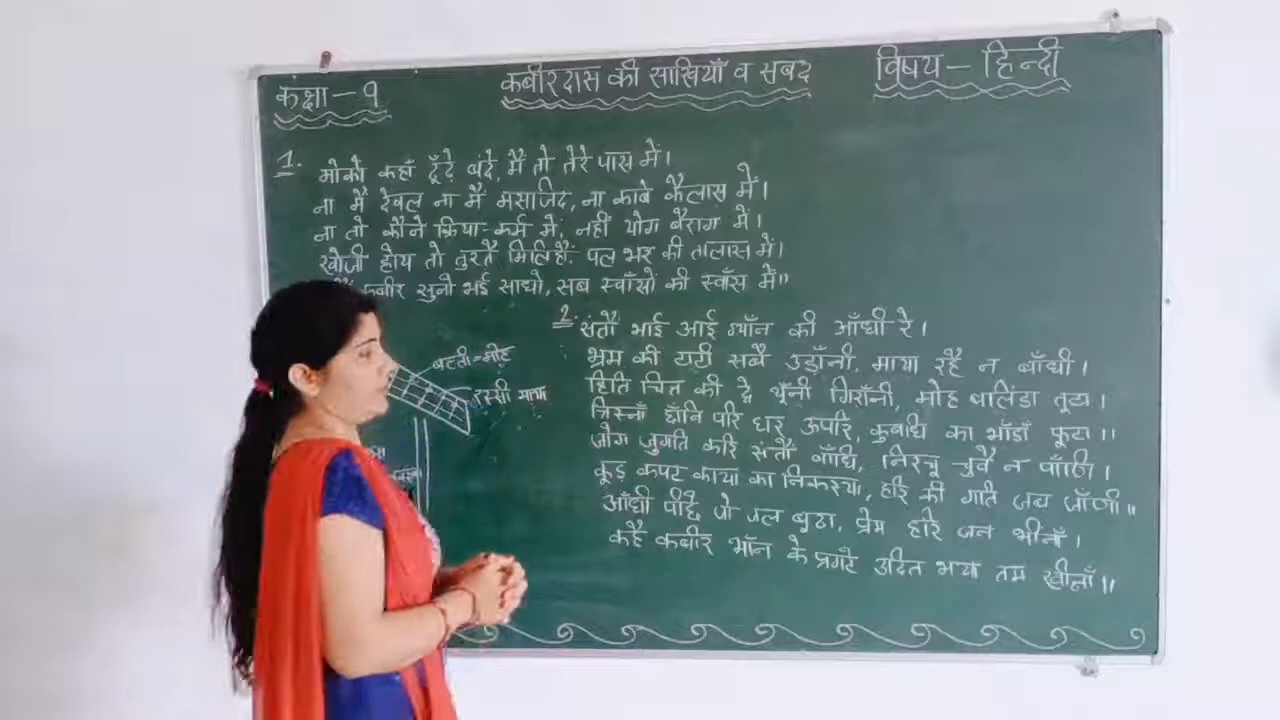 कक्षा - 9
कबीरदास की साखियाँ व सबद
विषय - हिन्दी
1.
मोको कहाँ ढूँढे बंदे, मैं तो तेरे पास में।
ना मैं देवल ना मैं मसजिद, ना काबे कैलास में।
ना तो कौने क्रिया-कर्म में, नहीं योग बैराग में।
खोजी होय तो तुरतै मिलिहौं, पल भर की तालास में।
कबीर सुनो भई साधो, सब स्वाँसों की स्वाँस में॥
2.
संतौं भाई आई ग्याँन की आँधी रे।
भ्रम की टाटी सबै उड़ाँनी, माया रहै न बाँधी।
हिति चित की द्वै थूँनी गिराँनी, मोह बलिंडा तूटा।
त्रिस्नाँ छाँनि परि घर ऊपरि, कुबधि का भाँडाँ फूटा॥
जोग जुगति करि संतौं बाँधी, निरचू चुवै न पाँणी।
कूड़ कपट काया का निकस्या, हरि की गति जब जाँणी॥
आँधी पीछै जो जल बूठा, प्रेम हरि जन भीनाँ।
कहै कबीर भाँन के प्रगटे उदित भया तम खीनाँ॥
बल्ली=मोह
रस्सी माया